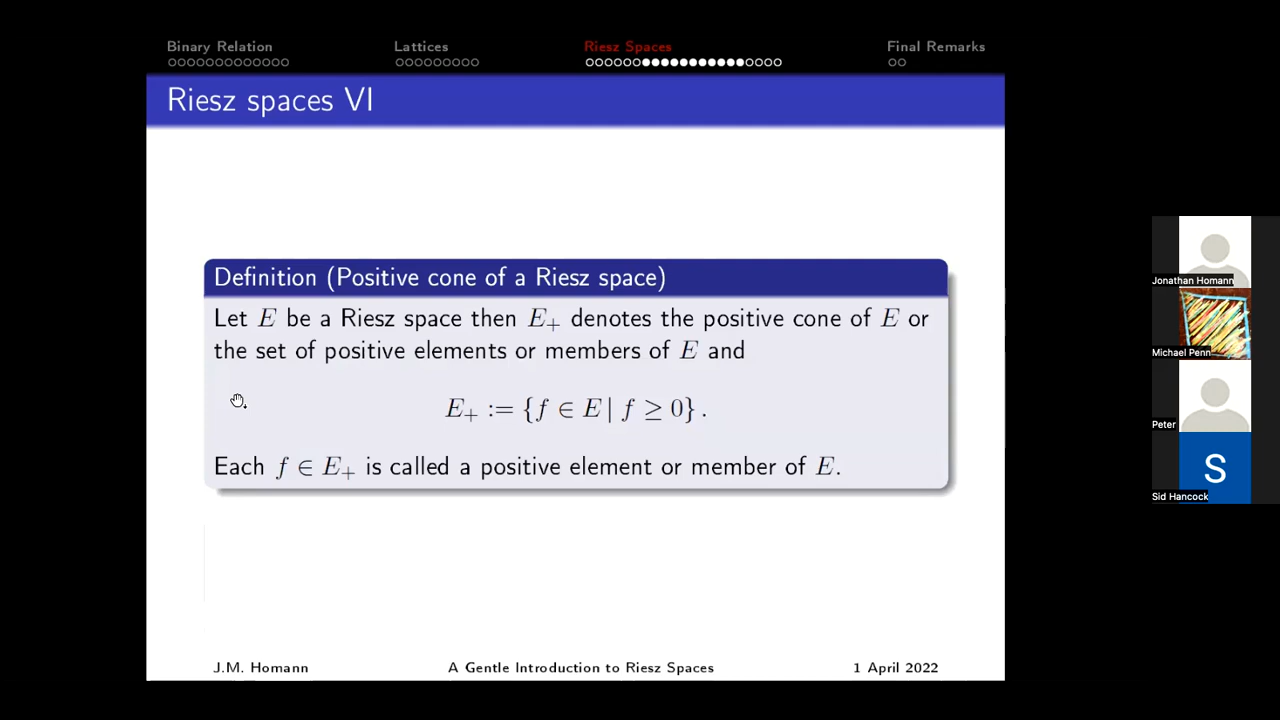 Binary Relation Lattices Riesz Spaces Final Remarks
Riesz spaces VI
Definition (Positive cone of a Riesz space)
Let E be a Riesz space then E₊ denotes the positive cone of E or
the set of positive elements or members of E and
E₊ := {f ∈ E | f ≥ 0} .
Each f ∈ E₊ is called a positive element or member of E.
J.M. Homann A Gentle Introduction to Riesz Spaces 1 April 2022
Jonathan Homann
Michael Penn
Peter
S
Sid Hancock